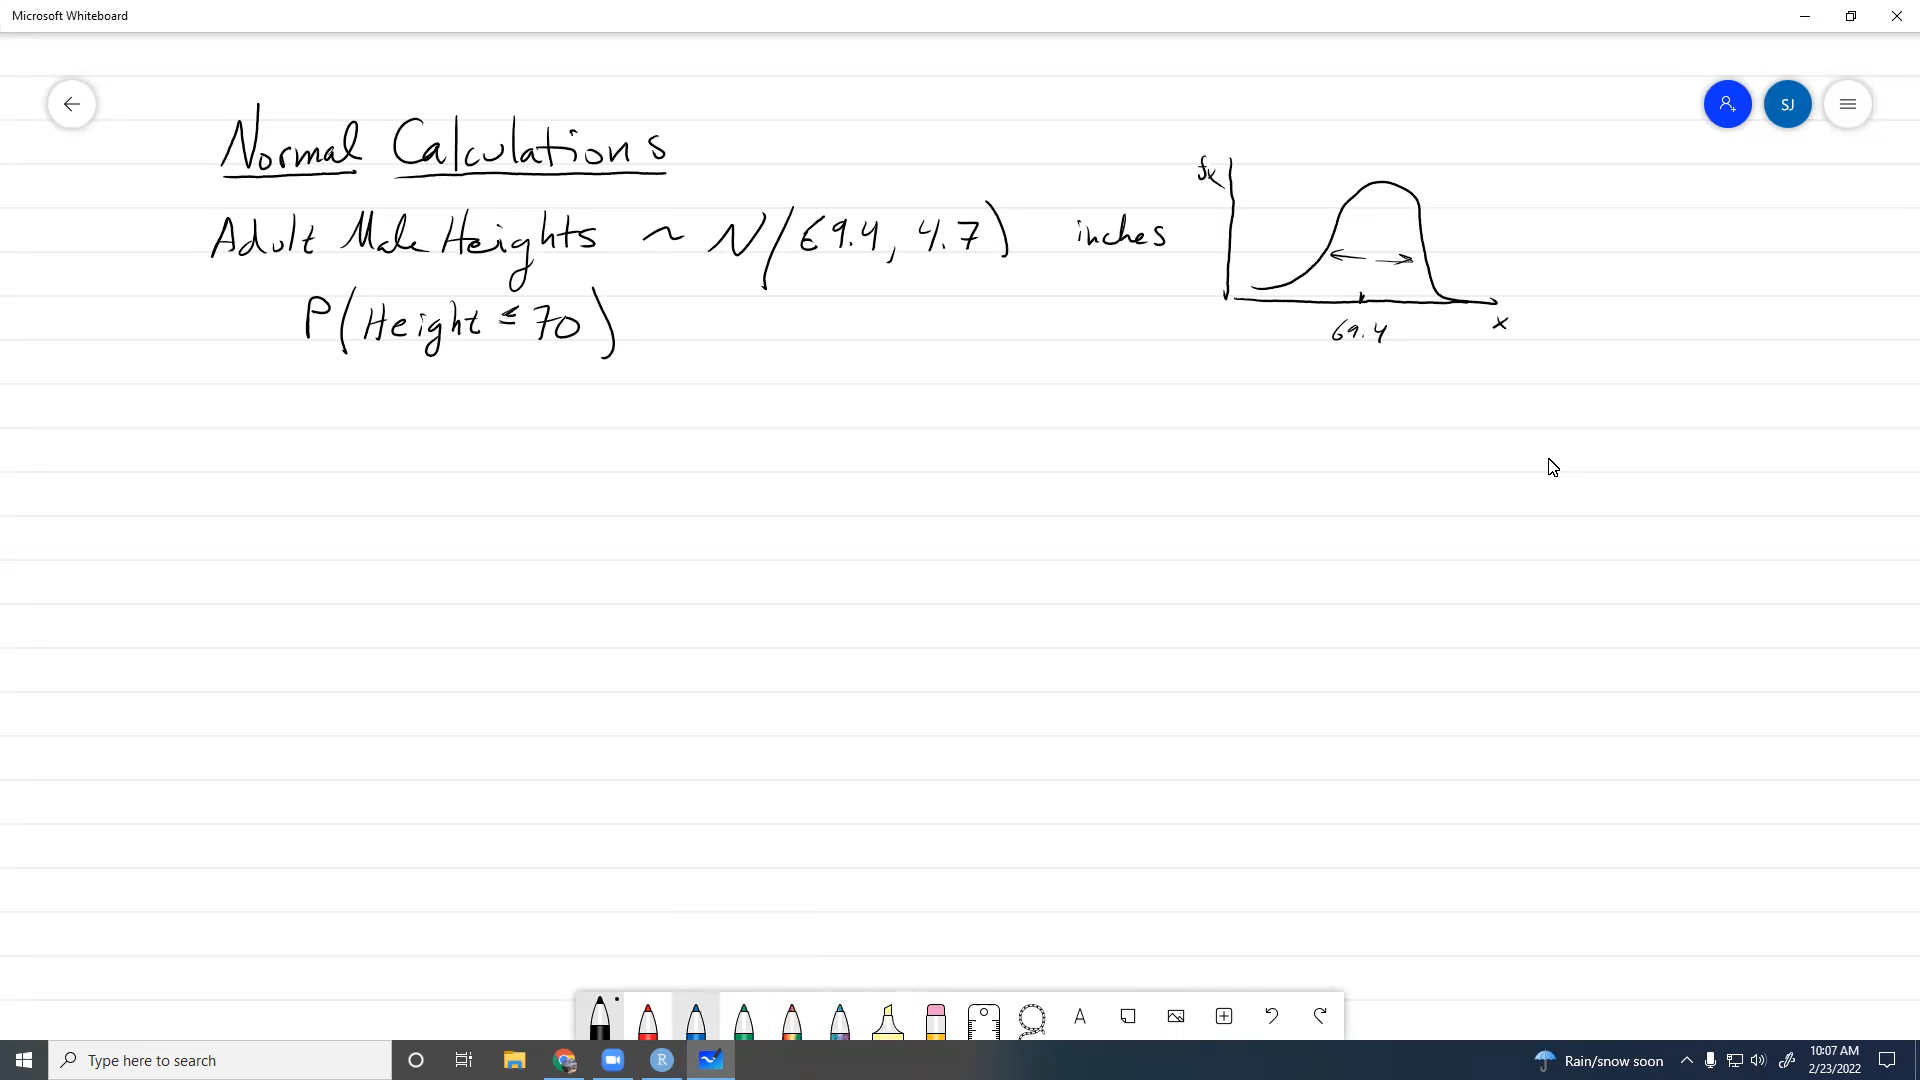 Microsoft Whiteboard
SJ
Normal Calculations
Adult Male Heights ~ N(69.4, 4.7) inches
P(Height ≤ 70)
fx
69.4
x
A
Type here to search
R
Rain/snow soon
10:07 AM
2/23/2022